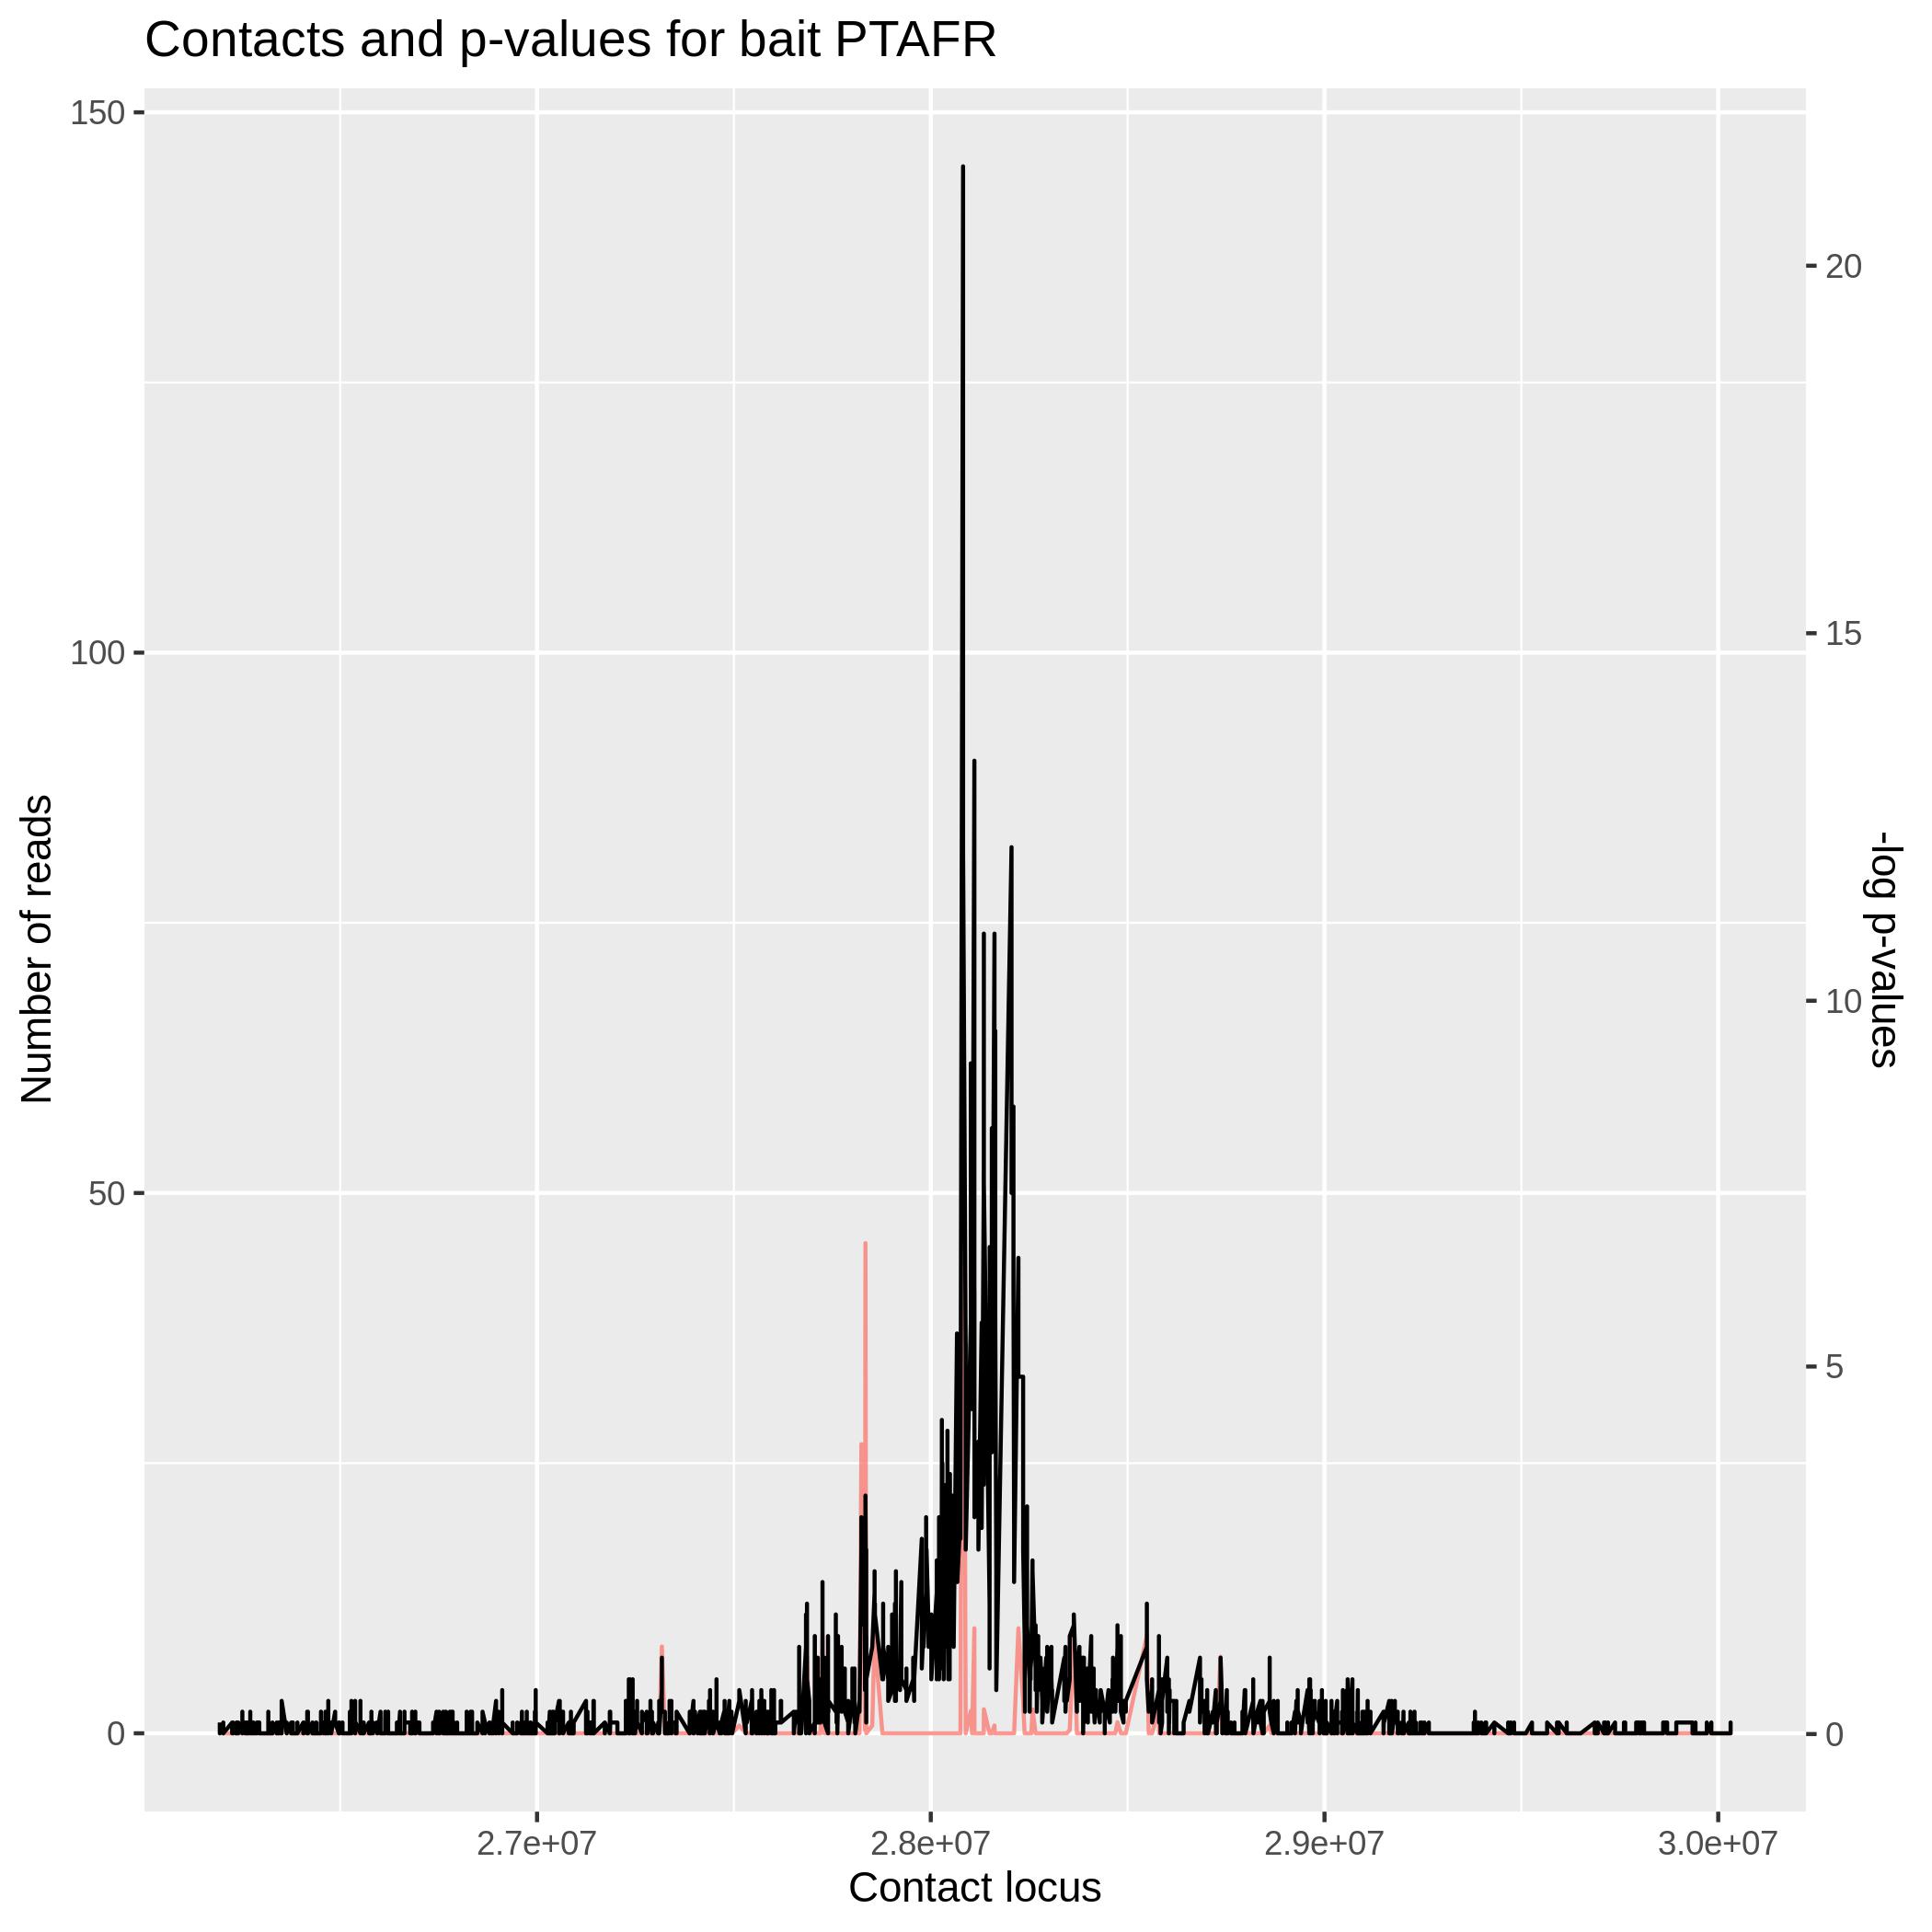 Contacts and p-values for bait PTAFR
150
100
50
0
Number of reads
20
15
10
5
0
-log p-values
2.7e+07
2.8e+07
2.9e+07
3.0e+07
Contact locus